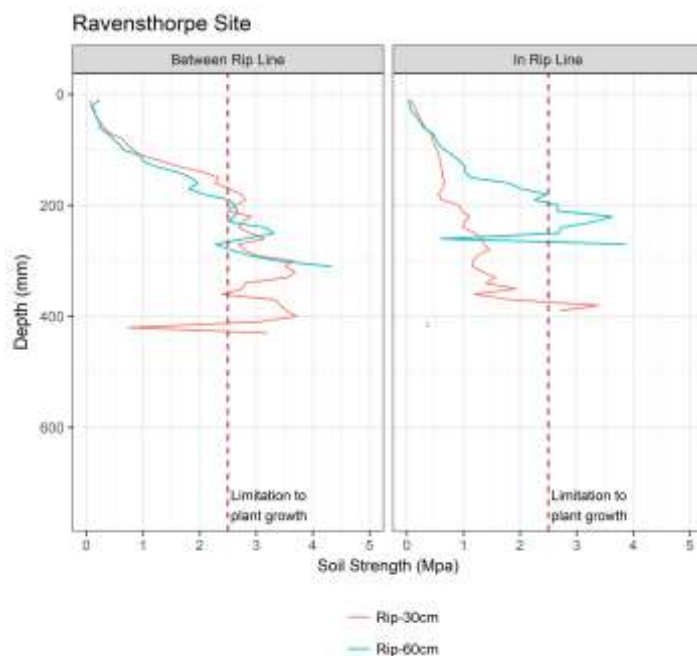 Ravensthorpe Site
Between Rip Line
In Rip Line
0
200
400
600
Depth (mm)
Limitation to
plant growth
Limitation to
plant growth
0 1 2 3 4 5
0 1 2 3 4 5
Soil Strength (Mpa)
Rip-30cm
Rip-60cm